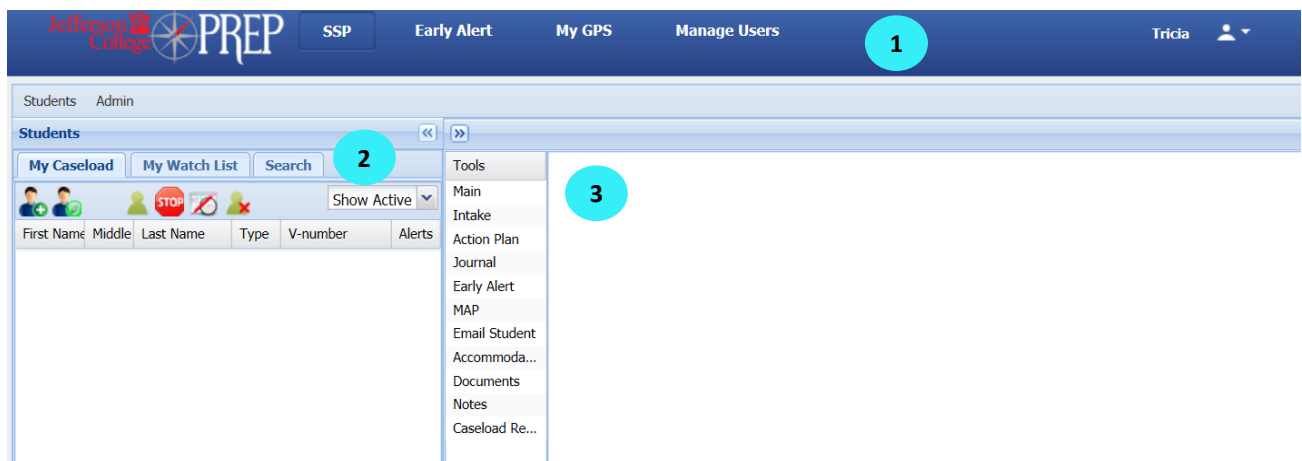 Jefferson College PREP SSP Early Alert My GPS Manage Users 1 Tricia
Students Admin
Students
My Caseload My Watch List Search 2
STOP Show Active
First Name Middle Last Name Type V-number Alerts
Tools
Main
Intake
Action Plan
Journal
Early Alert
MAP
Email Student
Accommoda...
Documents
Notes
Caseload Re...
3